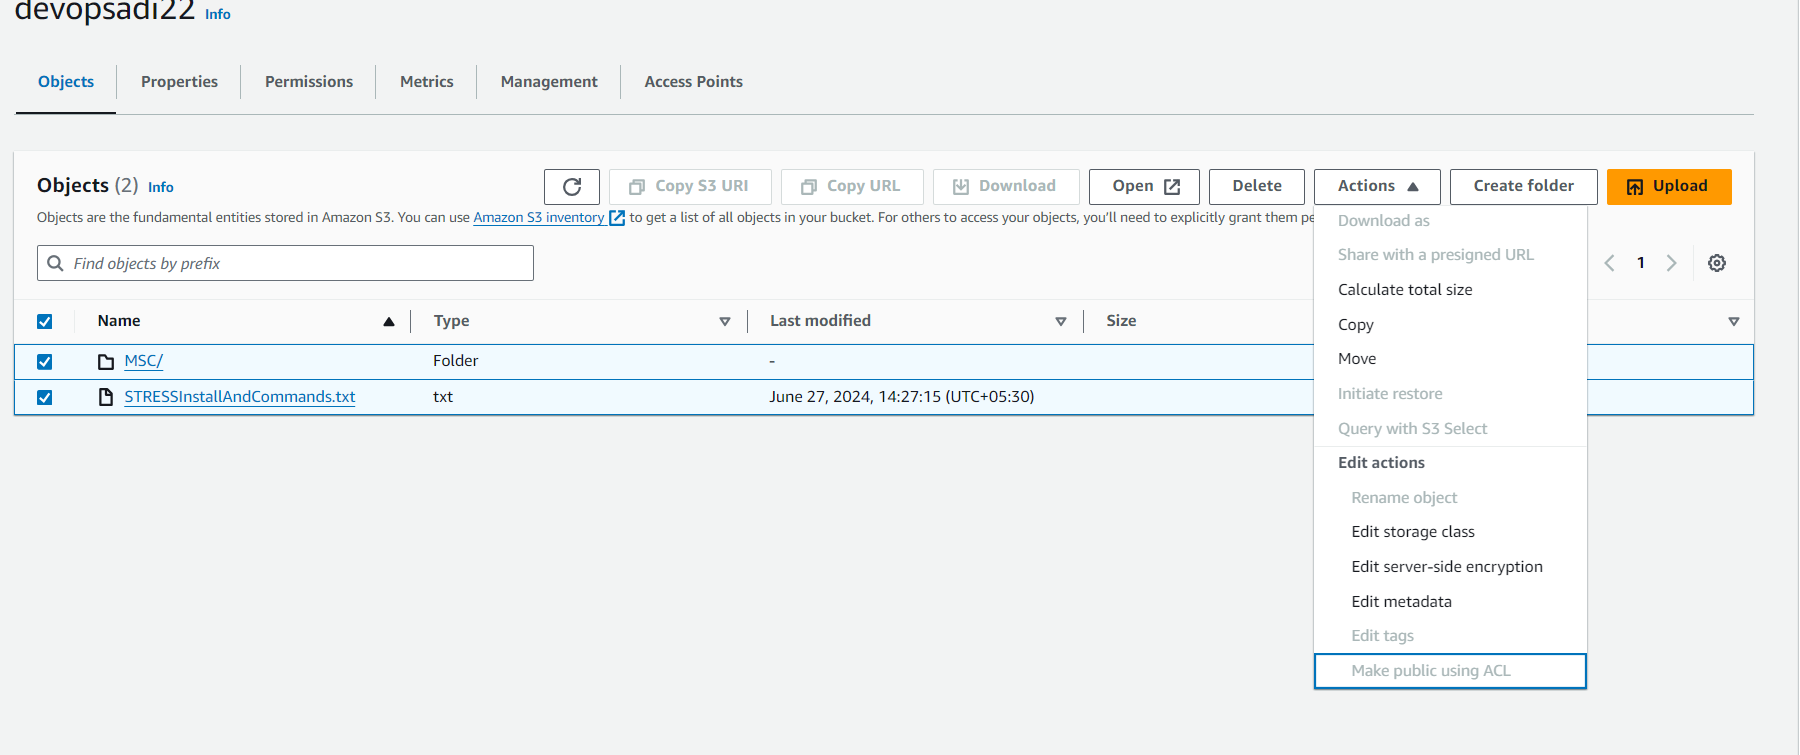 devopsadi22 Info
Objects Properties Permissions Metrics Management Access Points
Objects (2) Info Copy S3 URI Copy URL Download Open Delete Actions Create folder Upload
Objects are the fundamental entities stored in Amazon S3. You can use Amazon S3 inventory to get a list of all objects in your bucket. For others to access your objects, you'll need to explicitly grant them pe
Find objects by prefix
1
Name Type Last modified Size
MSC/ Folder -
STRESSInstallAndCommands.txt txt June 27, 2024, 14:27:15 (UTC+05:30)
Download as
Share with a presigned URL
Calculate total size
Copy
Move
Initiate restore
Query with S3 Select
Edit actions
Rename object
Edit storage class
Edit server-side encryption
Edit metadata
Edit tags
Make public using ACL